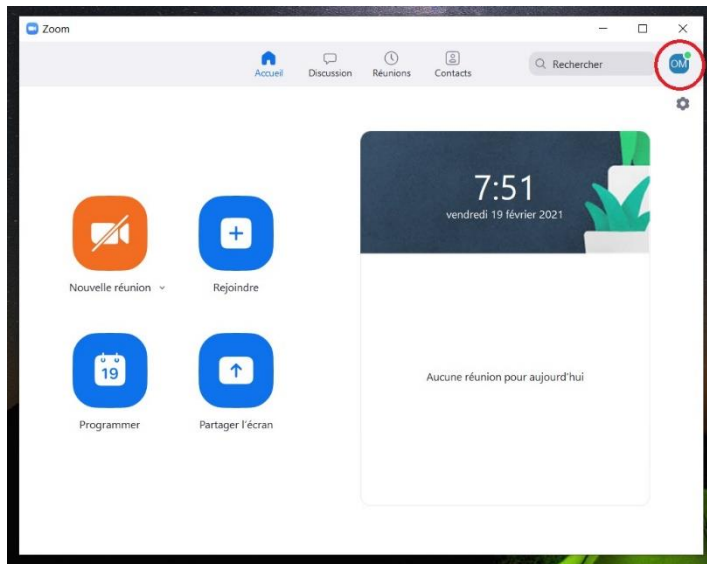 Zoom
Accueil
Discussion
Réunions
Contacts
Rechercher
OM
7:51
vendredi 19 février 2021
Nouvelle réunion
Rejoindre
19
Programmer
Partager l'écran
Aucune réunion pour aujourd'hui